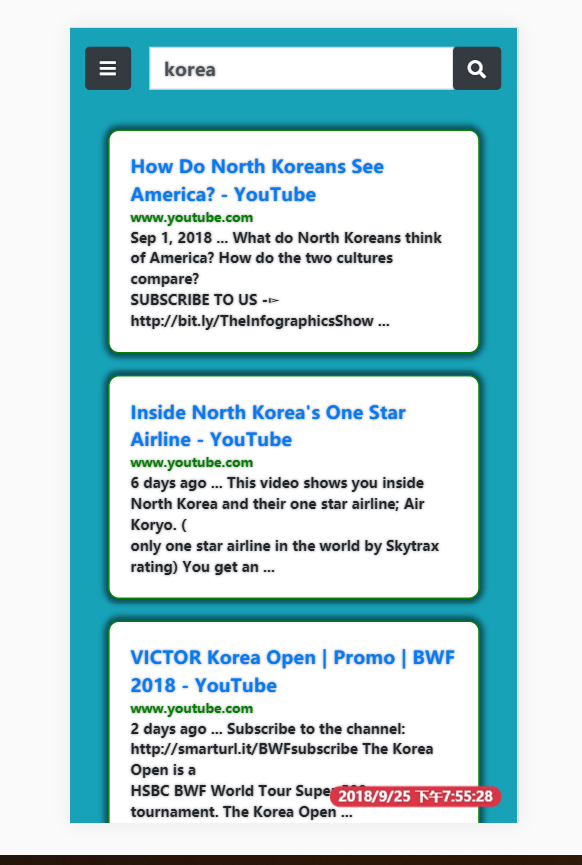 korea
How Do North Koreans See
America? - YouTube
www.youtube.com
Sep 1, 2018 ... What do North Koreans think
of America? How do the two cultures
compare?
SUBSCRIBE TO US -►
http://bit.ly/TheInfographicsShow ...
Inside North Korea's One Star
Airline - YouTube
www.youtube.com
6 days ago ... This video shows you inside
North Korea and their one star airline; Air
Koryo. (
only one star airline in the world by Skytrax
rating) You get an ...
VICTOR Korea Open | Promo | BWF
2018 - YouTube
www.youtube.com
2 days ago ... Subscribe to the channel:
http://smarturl.it/BWFsubscribe The Korea
Open is a
HSBC BWF World Tour Super
2018/9/25 下午7:55:28
tournament. The Korea Open ...